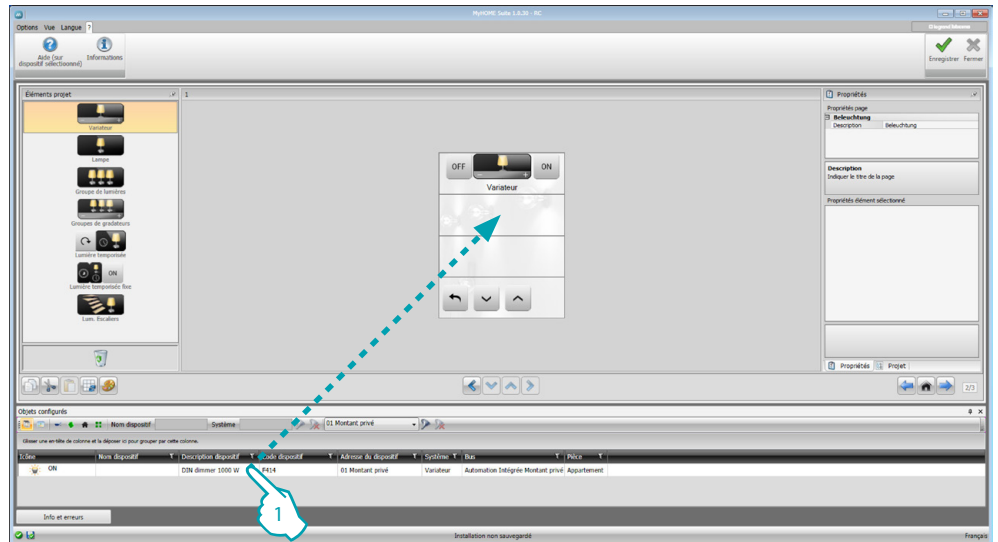 MyHOME Suite 1.0.20 - RC
Options Vue Langue ?
Aide (sur dispositif sélectionné)
Informations
Enregistrer Fermer
Éléments projet
1
Variateur
Lampe
Groupe de lumières
Groupes de gradateurs
Lumière temporisée
ON
Lumière temporisée fixe
Lum. Escaliers
OFF
ON
Variateur
Propriétés
Propriétés page
Beleuchtung
Description Beleuchtung
Description
Indiquer le titre de la page
Propriétés élément sélectionné
Propriétés Projet
2/3
Objets configurés
Nom dispositif Système 01 Montant privé
Glisser une en-tête de colonne et la déposer ici pour grouper par cette colonne.
Icône Nom dispositif Description dispositif Code dispositif Adresse du dispositif Système Bus Pièce
ON DIN dimmer 1000 W F414 01 Montant privé Variateur Automation Intégrée Montant privé Appartement
1
Info et erreurs
Installation non sauvegardé
Français